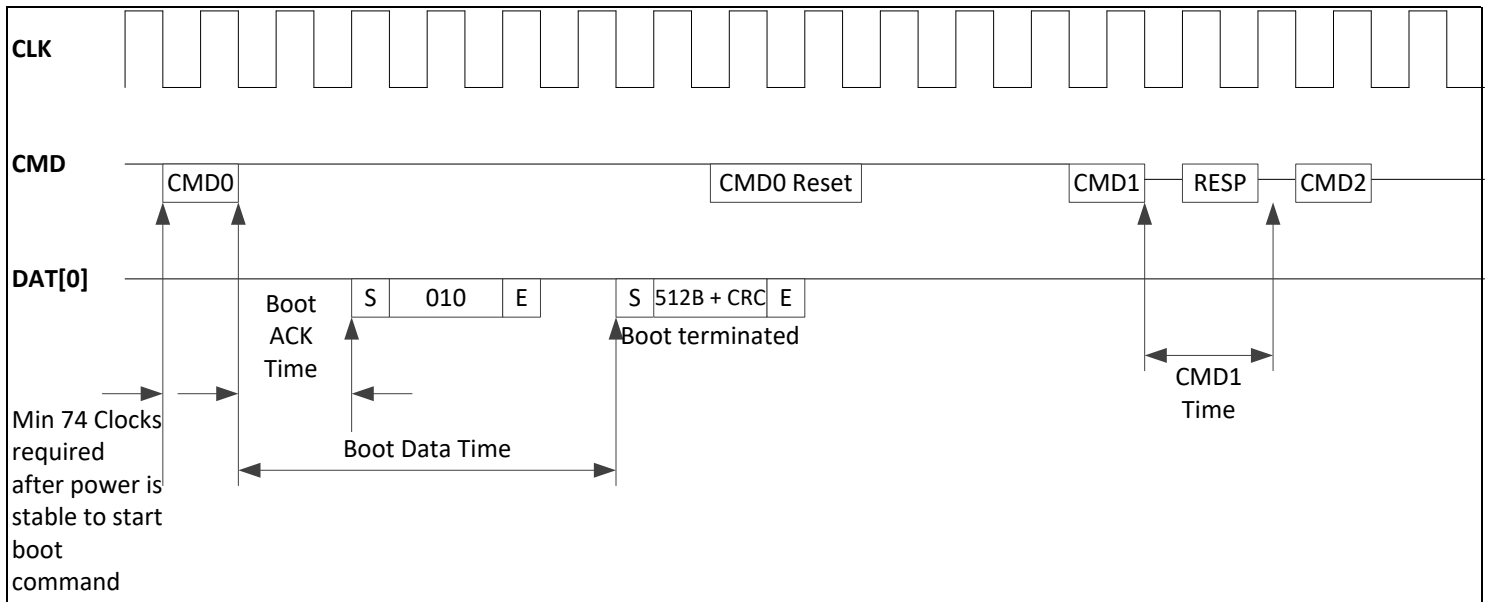 CLK
CMD
CMD0
CMD0 Reset
CMD1
RESP
CMD2
DAT[0]
S
010
E
S
512B + CRC
E
Boot
ACK
Time
Boot terminated
CMD1
Time
Min 74 Clocks
required
after power is
stable to start
boot
command
Boot Data Time